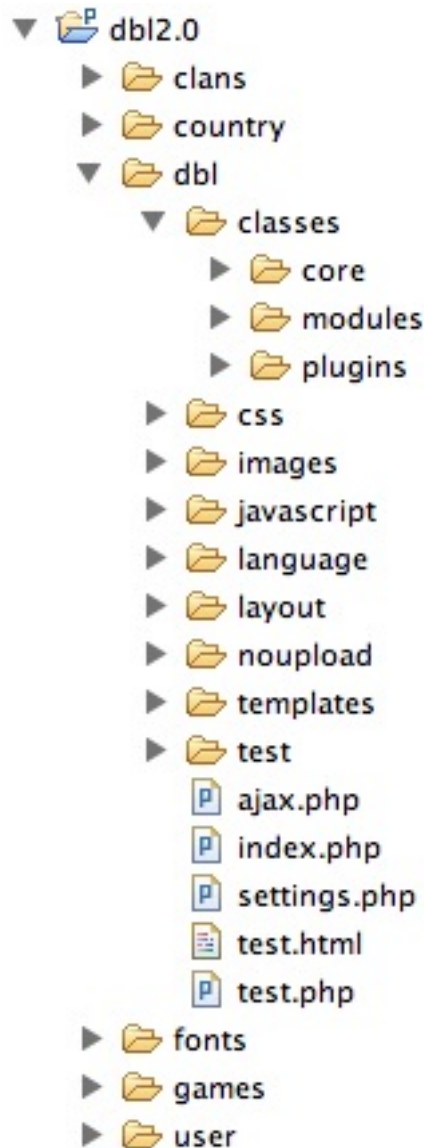 dbl2.0
clans
country
dbl
classes
core
modules
plugins
css
images
javascript
language
layout
noupload
templates
test
ajax.php
index.php
settings.php
test.html
test.php
fonts
games
user